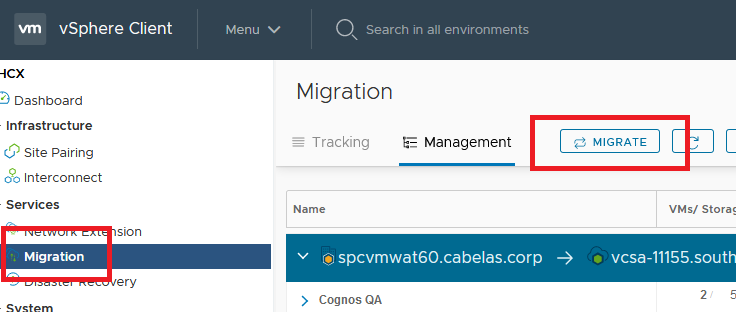 vm vSphere Client Menu Search in all environments
HCX
Dashboard
Infrastructure
Site Pairing
Interconnect
Services
Network Extension
Migration
Disaster Recovery
System
Migration
Tracking Management MIGRATE
Name VMs/ Storag
spcvmwat60.cabelas.corp → vcsa-11155.south
Cognos QA 2 / 5